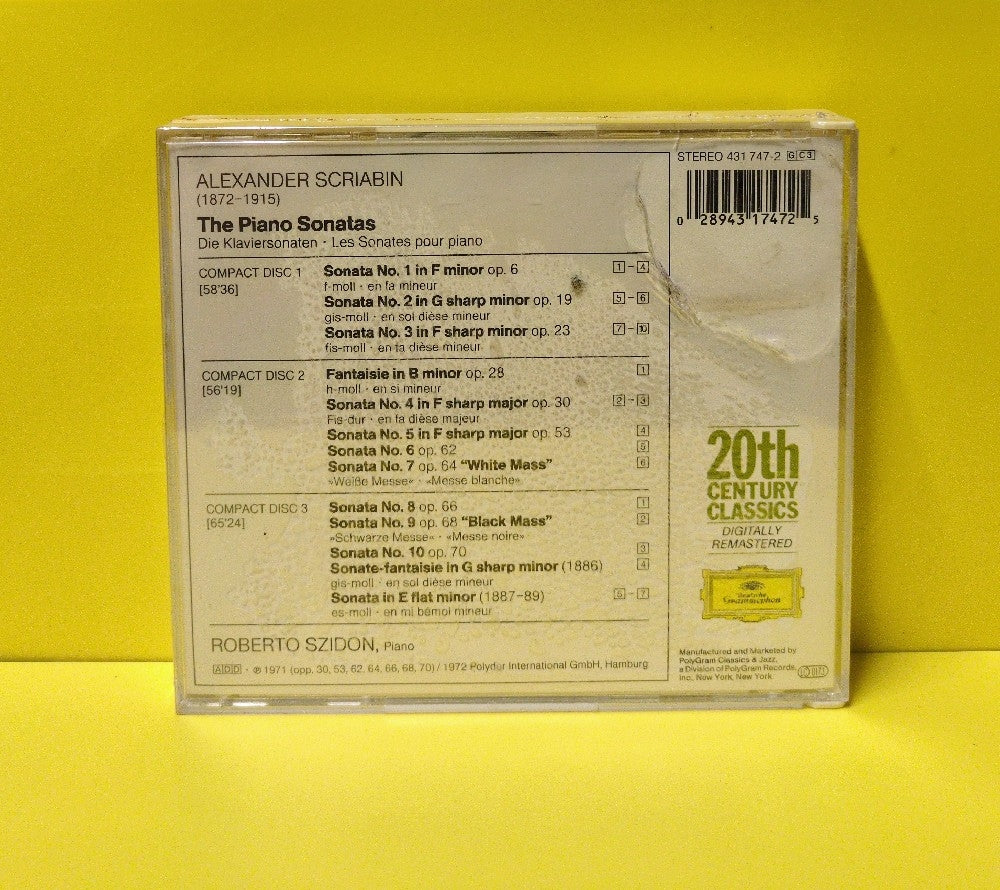 ALEXANDER SCRIABIN
(1872–1915)
The Piano Sonatas
Die Klaviersonaten · Les Sonates pour piano
COMPACT DISC 1 Sonata No. 1 in F minor op. 6 1 – 4
[58'36] f-moll · en fa mineur
Sonata No. 2 in G sharp minor op. 19 5 – 6
gis-moll · en sol dièse mineur
Sonata No. 3 in F sharp minor op. 23 7 – 10
fis-moll · en fa dièse mineur
COMPACT DISC 2 Fantaisie in B minor op. 28 1
[56'19] h-moll · en si mineur
Sonata No. 4 in F sharp major op. 30 2 – 3
Fis-dur · en fa dièse majeur
Sonata No. 5 in F sharp major op. 53 4
Sonata No. 6 op. 62 5
Sonata No. 7 op. 64 "White Mass" 6
»Weiße Messe« · «Messe blanche»
COMPACT DISC 3 Sonata No. 8 op. 66 1
[65'24] Sonata No. 9 op. 68 "Black Mass" 2
»Schwarze Messe« · «Messe noire»
Sonata No. 10 op. 70 3
Sonate-fantaisie in G sharp minor (1886) 4
gis-moll · en sol dièse mineur
Sonata in E flat minor (1887–89) 5 – 7
es-moll · en mi bémol mineur
ROBERTO SZIDON, Piano
ADD · ℗ 1971 (opp. 30, 53, 62, 64, 66, 68, 70) / 1972 Polydor International GmbH, Hamburg
STEREO 431 747-2 GC3
0 28943 17472 5
20th
CENTURY
CLASSICS
DIGITALLY
REMASTERED
Deutsche
Grammophon
Manufactured and Marketed by
PolyGram Classics & Jazz,
a Division of PolyGram Records,
Inc., New York, New York